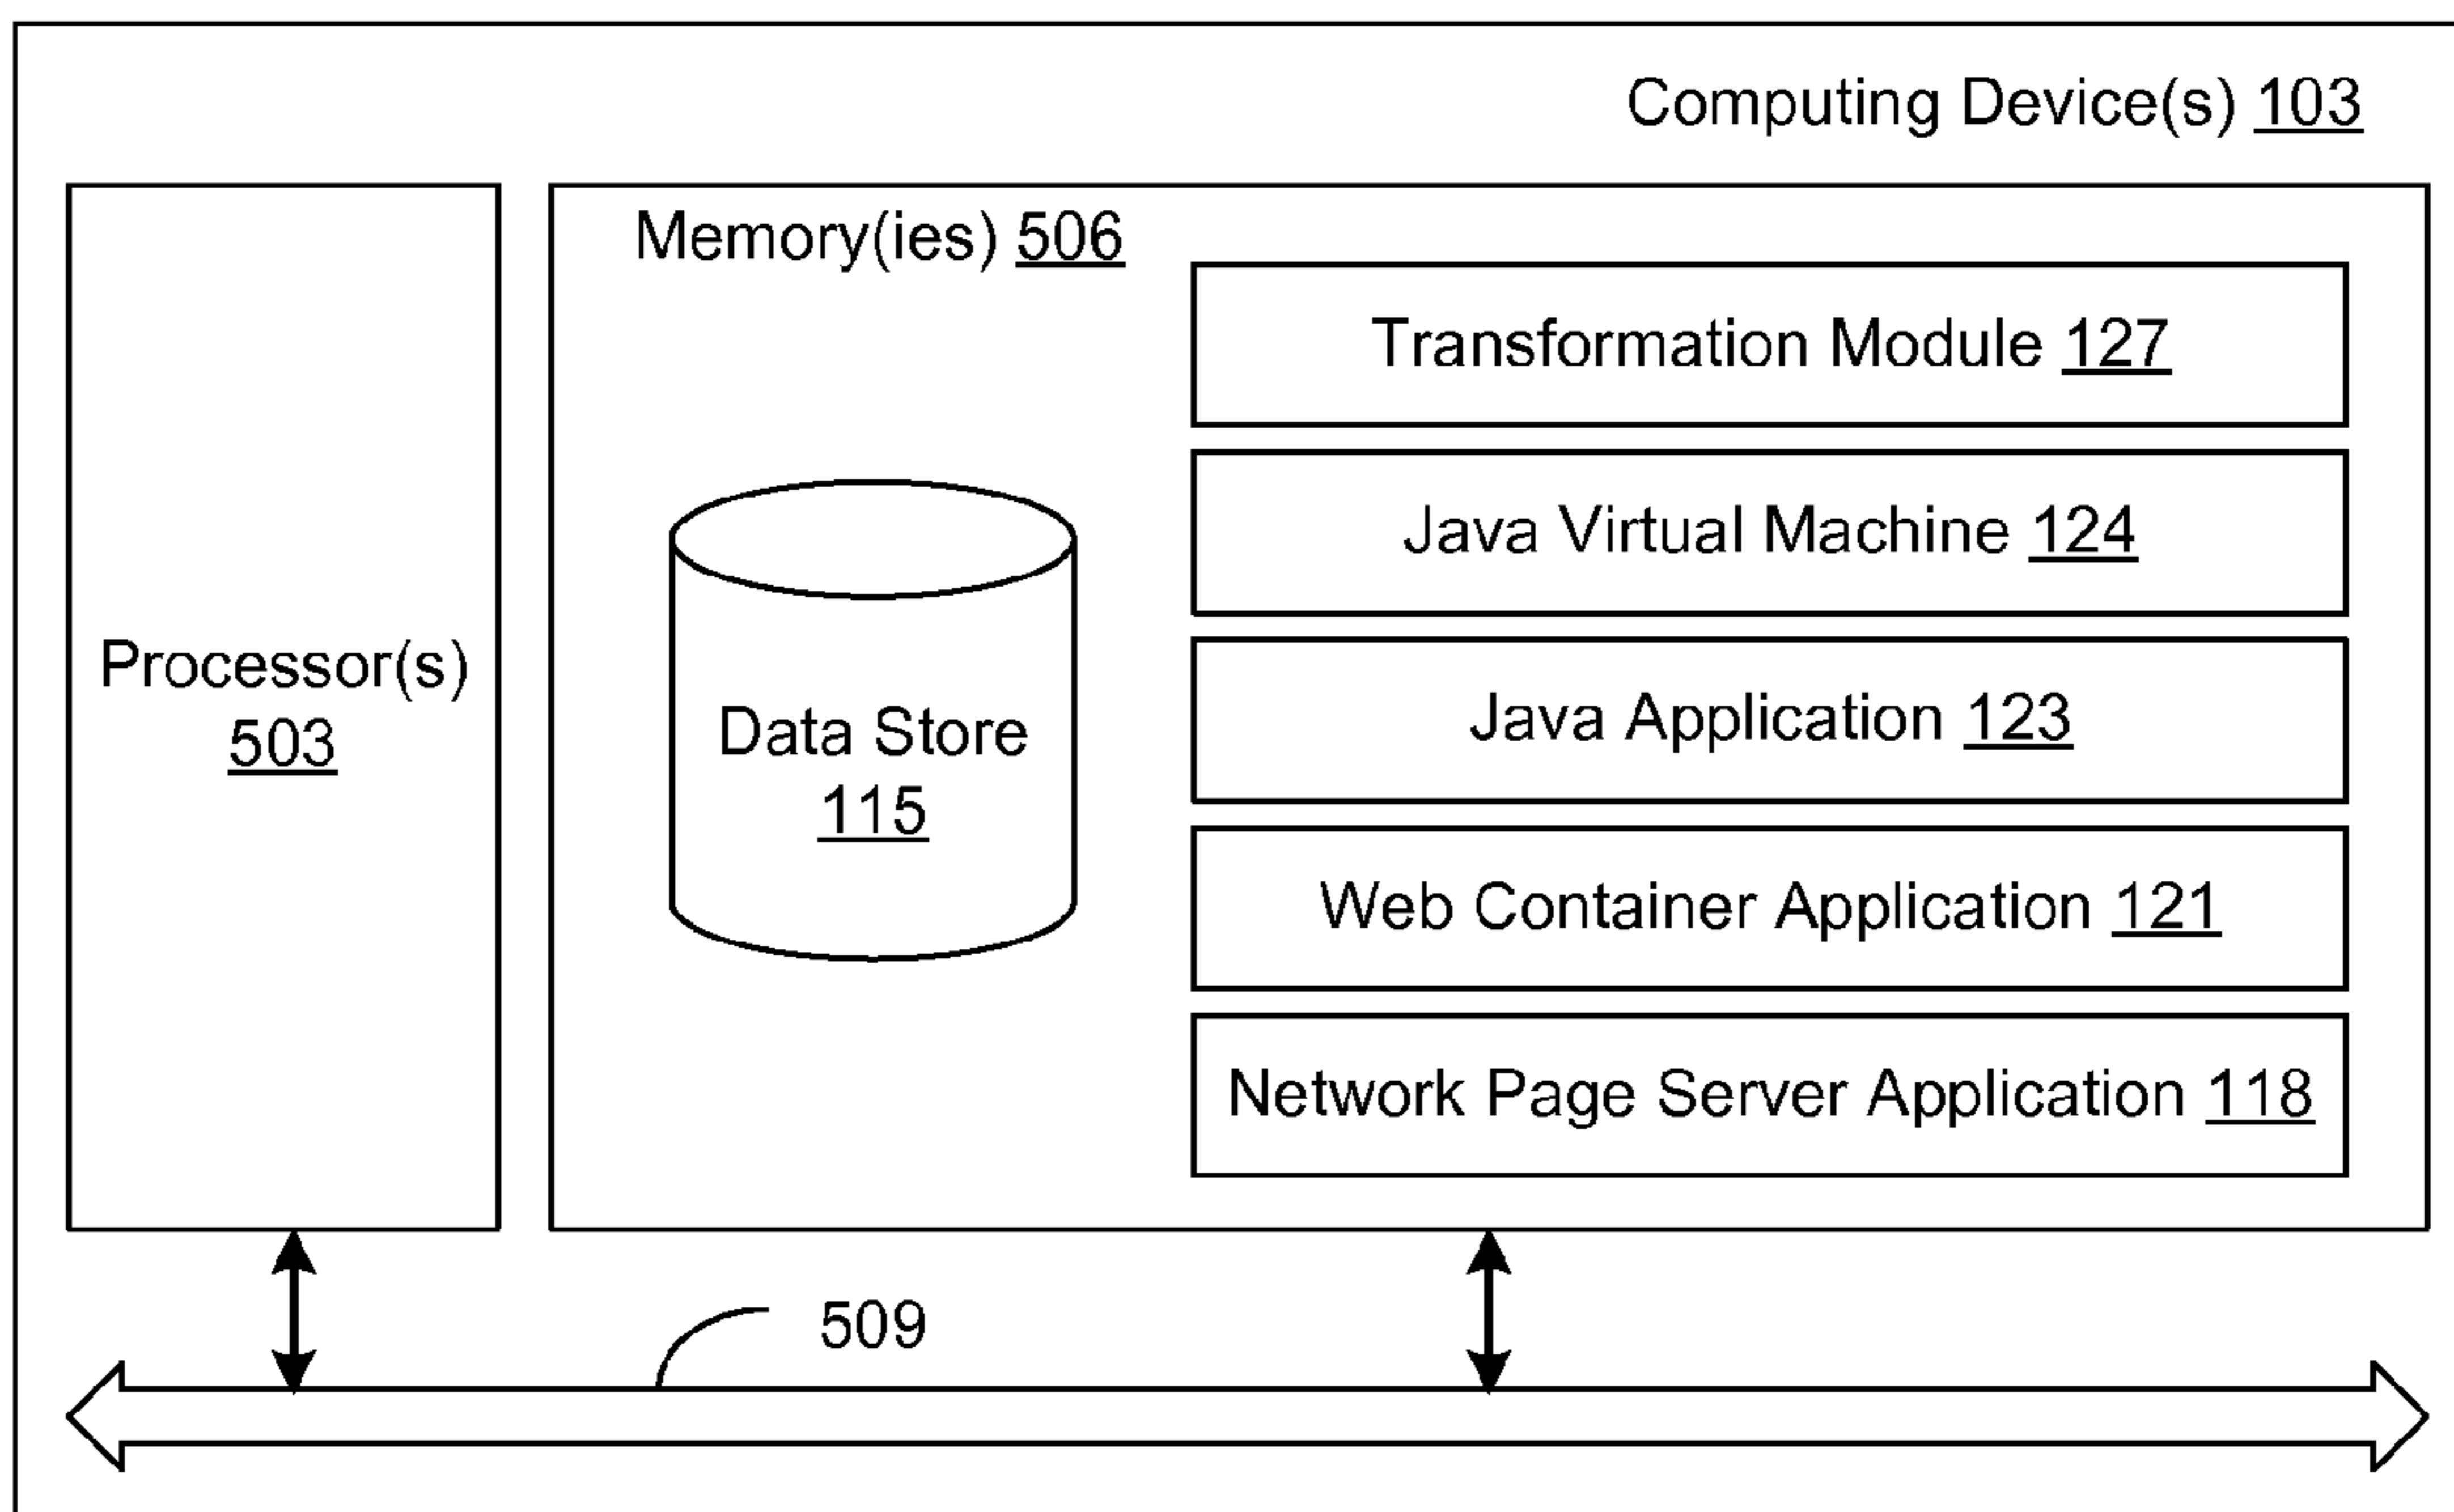 Computing Device(s) 103
Memory(ies) 506
Transformation Module 127
Java Virtual Machine 124
Processor(s)
503
Data Store
115
Java Application 123
Web Container Application 121
Network Page Server Application 118
509